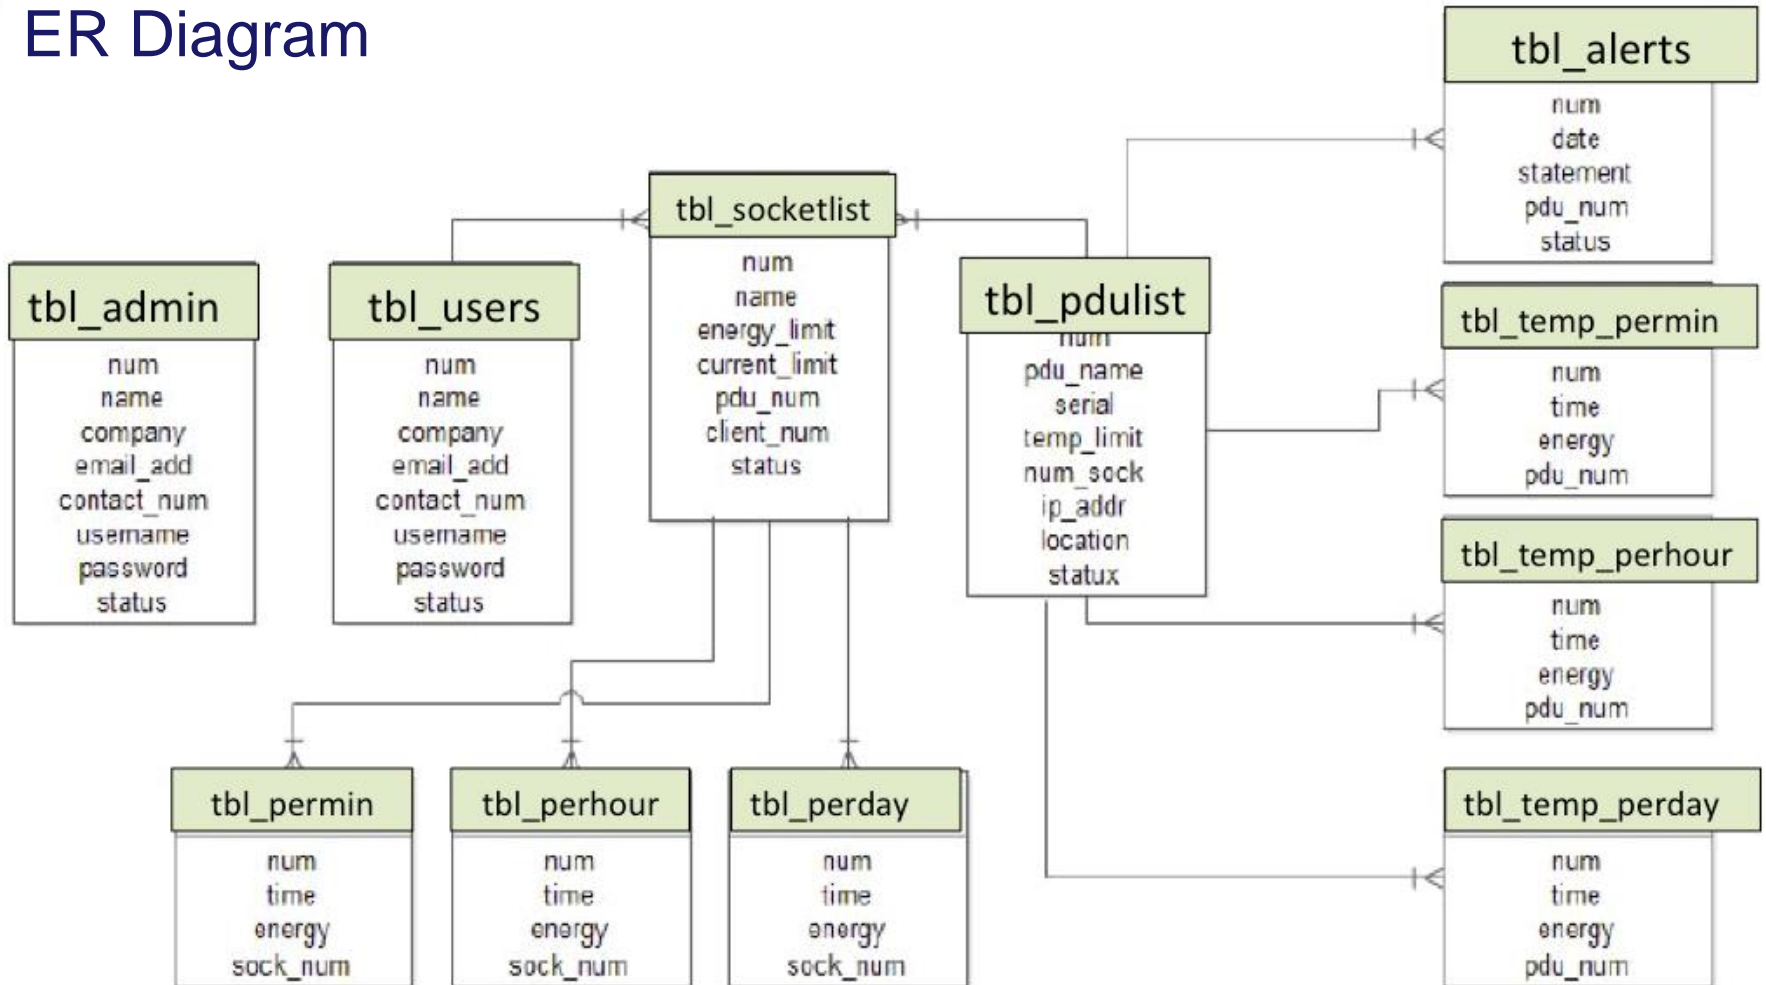 ER Diagram
tbl_alerts
num
date
statement
pdu_num
status
tbl_socketlist
num
name
energy_limit
current_limit
pdu_num
client_num
status
tbl_admin
num
name
company
email_add
contact_num
username
password
status
tbl_users
num
name
company
email_add
contact_num
username
password
status
tbl_pdulist
num
pdu_name
serial
temp_limit
num_sock
ip_addr
location
statux
tbl_temp_permin
num
time
energy
pdu_num
tbl_temp_perhour
num
time
energy
pdu_num
tbl_permin
num
time
energy
sock_num
tbl_perhour
num
time
energy
sock_num
tbl_perday
num
time
energy
sock_num
tbl_temp_perday
num
time
energy
pdu_num